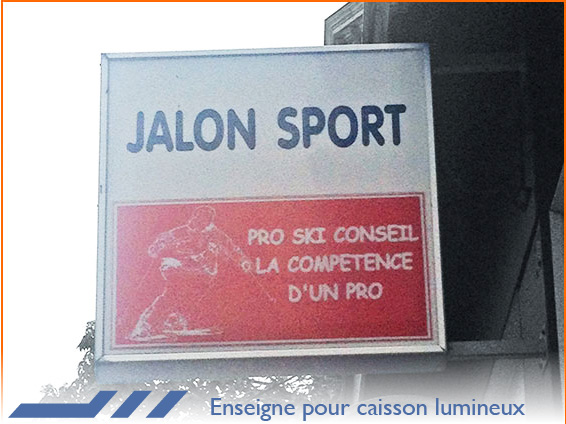 JALON SPORT
PRO SKI CONSEIL
LA COMPETENCE
D'UN PRO
Enseigne pour caisson lumineux